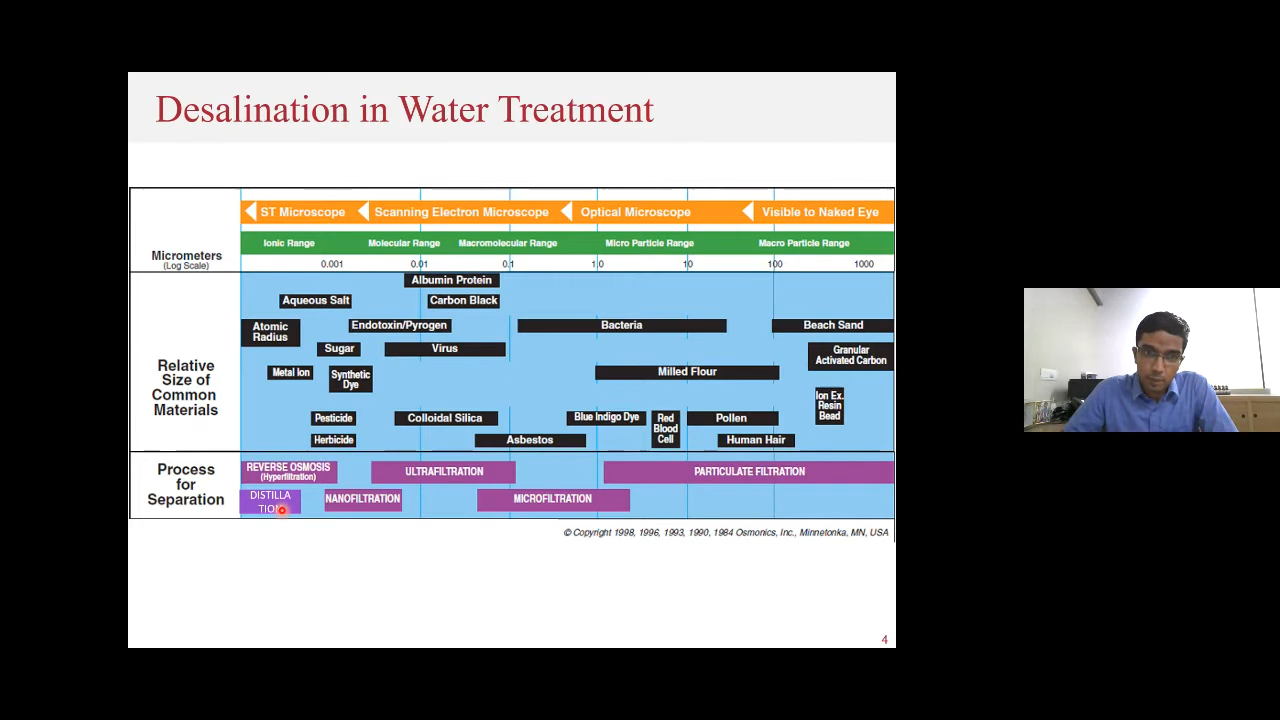 Desalination in Water Treatment
ST Microscope Scanning Electron Microscope Optical Microscope Visible to Naked Eye
Ionic Range Molecular Range Macromolecular Range Micro Particle Range Macro Particle Range
Micrometers
(Log Scale)
0.001 0.01 0.1 1.0 10 100 1000
Albumin Protein
Aqueous Salt Carbon Black
Atomic
Radius
Endotoxin/Pyrogen Bacteria Beach Sand
Sugar Virus
Granular
Activated Carbon
Relative
Size of
Common
Materials
Metal Ion
Synthetic
Dye
Milled Flour
Ion Ex.
Resin
Bead
Pesticide Colloidal Silica Blue Indigo Dye
Red
Blood
Cell
Pollen
Herbicide Asbestos Human Hair
Process
for
Separation
REVERSE OSMOSIS
(Hyperfiltration)
ULTRAFILTRATION PARTICULATE FILTRATION
DISTILLA
TION
NANOFILTRATION MICROFILTRATION
© Copyright 1998, 1996, 1993, 1990, 1984 Osmonics, Inc., Minnetonka, MN, USA
4